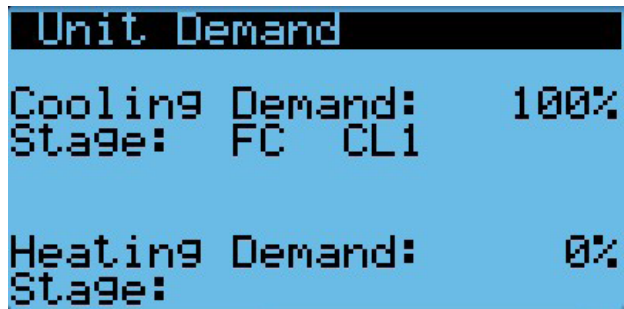 Unit Demand
Cooling Demand: 100%
Stage: FC CL1
Heating Demand: 0%
Stage: